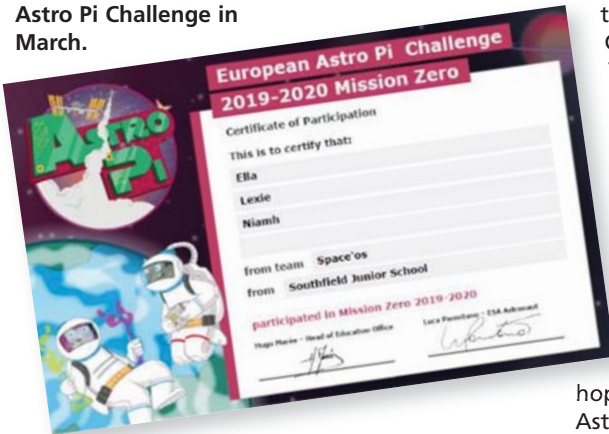 Astro Pi Challenge in
March.
European Astro Pi Challenge
2019-2020 Mission Zero
ASTRO
PI
Certificate of Participation
This is to certify that:
Ella
Lexie
Niamh
from team Space'os
from Southfield Junior School
participated in Mission Zero 2019-2020
Hugo Marée - Head of Education Office
Luca Parmitano - ESA Astronaut
hop
Ast